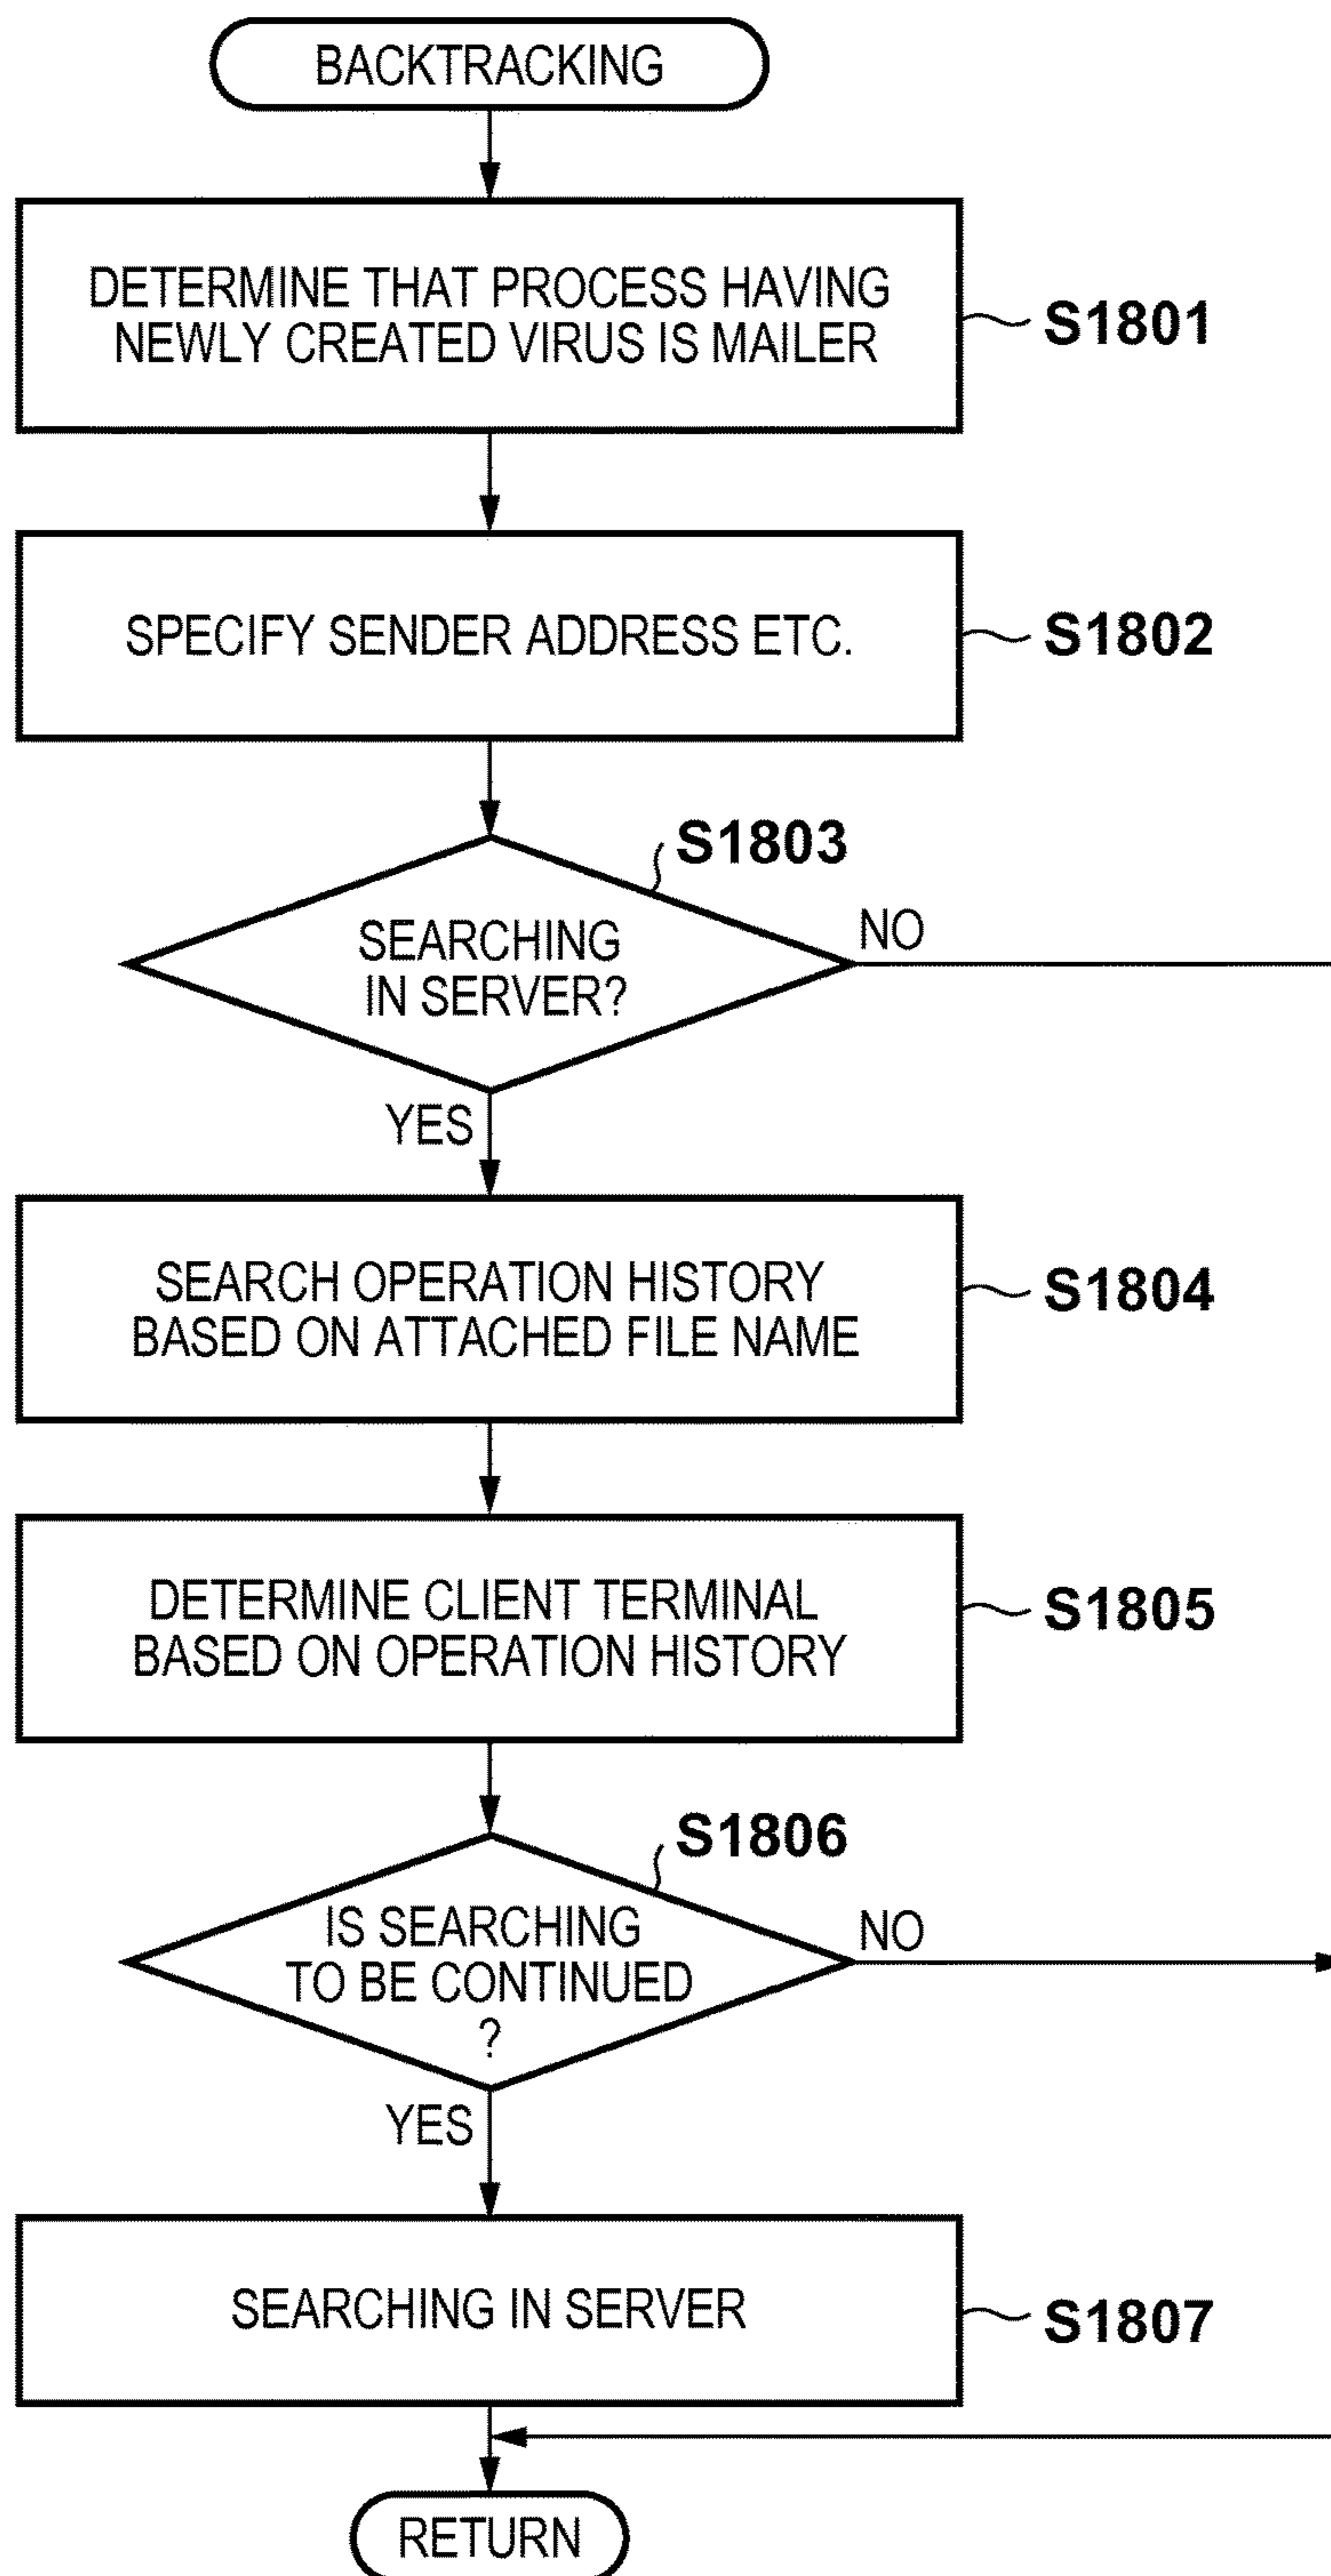 BACKTRACKING
DETERMINE THAT PROCESS HAVING
NEWLY CREATED VIRUS IS MAILER
S1801
SPECIFY SENDER ADDRESS ETC.
S1802
S1803
SEARCHING
IN SERVER?
NO
YES
SEARCH OPERATION HISTORY
BASED ON ATTACHED FILE NAME
S1804
DETERMINE CLIENT TERMINAL
BASED ON OPERATION HISTORY
S1805
S1806
IS SEARCHING
TO BE CONTINUED
?
NO
YES
SEARCHING IN SERVER
S1807
RETURN